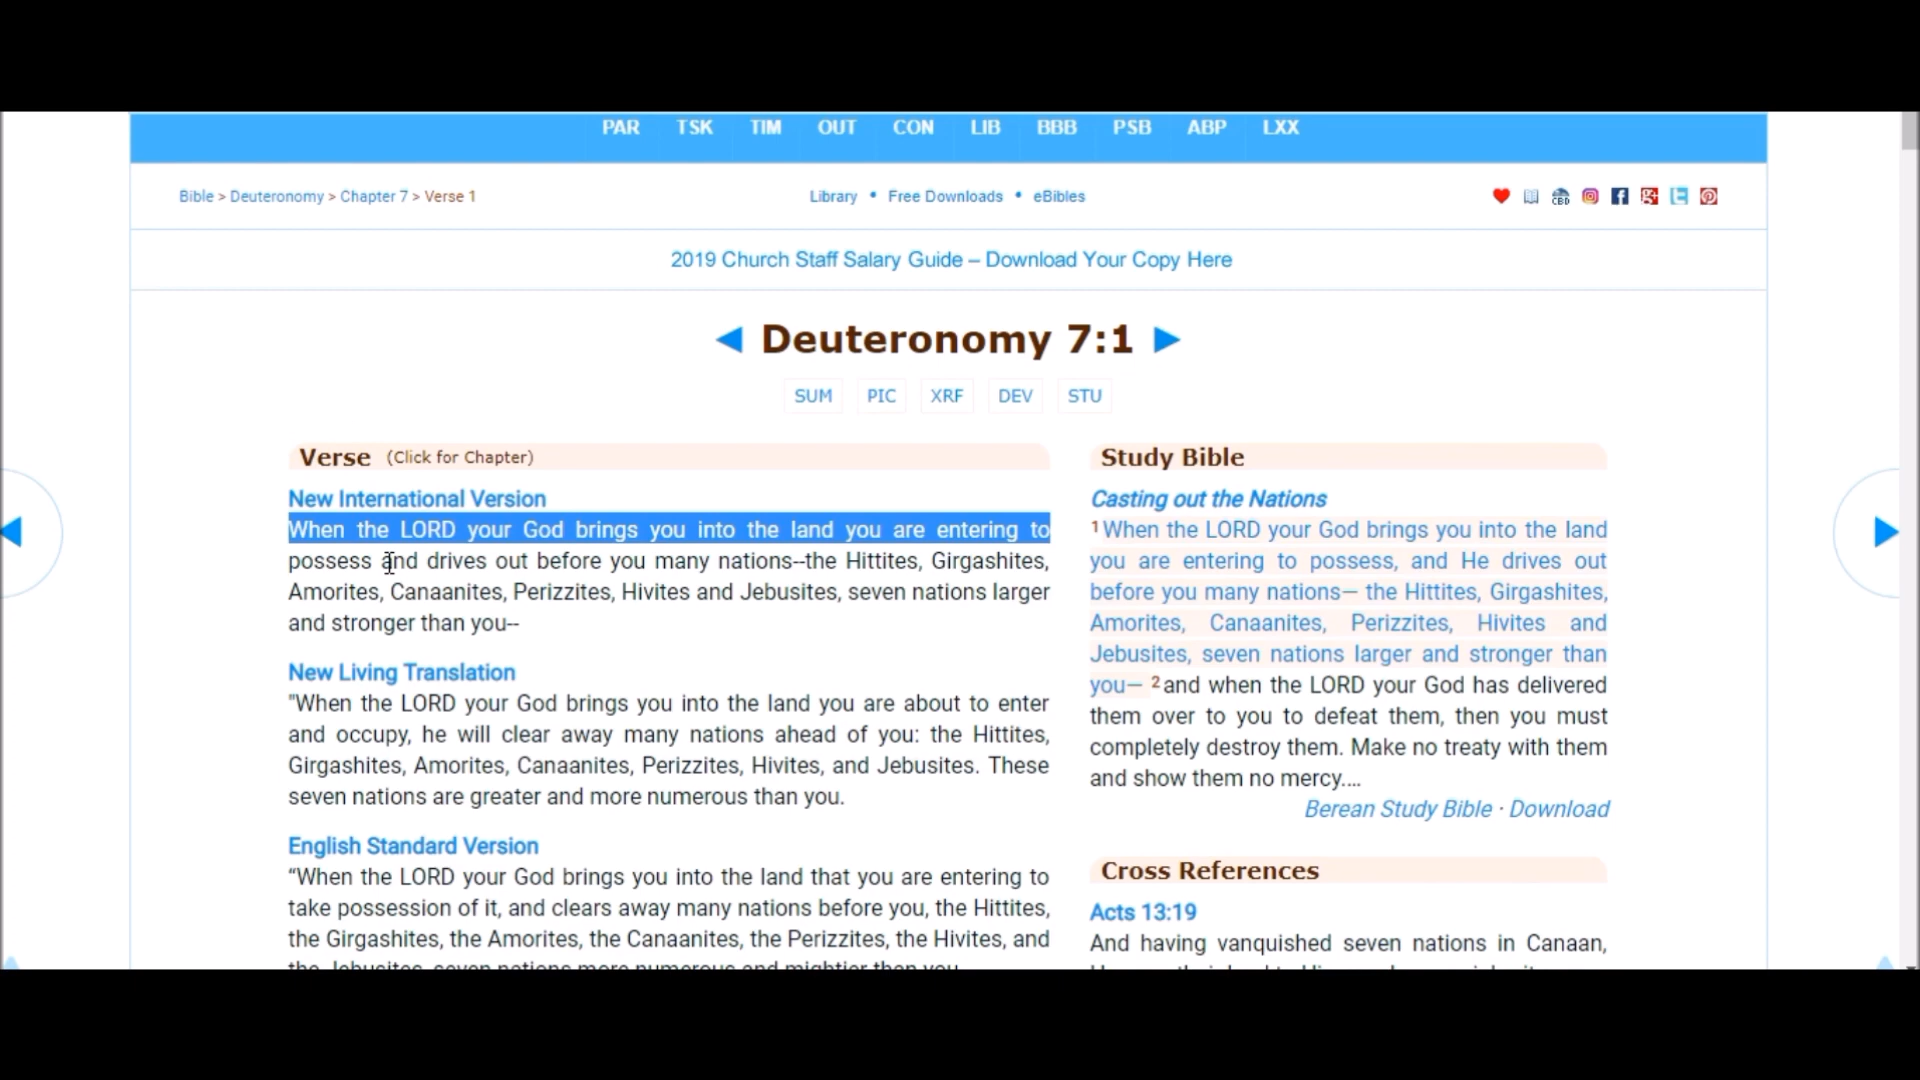 PAR TSK TIM OUT CON LIB BBB PSB ABP LXX
Bible > Deuteronomy > Chapter 7 > Verse 1
Library • Free Downloads • eBibles
CBD
2019 Church Staff Salary Guide – Download Your Copy Here
Deuteronomy 7:1
SUM PIC XRF DEV STU
Verse (Click for Chapter)
New International Version
When the LORD your God brings you into the land you are entering to
possess and drives out before you many nations--the Hittites, Girgashites,
Amorites, Canaanites, Perizzites, Hivites and Jebusites, seven nations larger
and stronger than you--
New Living Translation
"When the LORD your God brings you into the land you are about to enter
and occupy, he will clear away many nations ahead of you: the Hittites,
Girgashites, Amorites, Canaanites, Perizzites, Hivites, and Jebusites. These
seven nations are greater and more numerous than you.
English Standard Version
“When the LORD your God brings you into the land that you are entering to
take possession of it, and clears away many nations before you, the Hittites,
the Girgashites, the Amorites, the Canaanites, the Perizzites, the Hivites, and
the Jebusites, seven nations more numerous and mightier than you
Study Bible
Casting out the Nations
1When the LORD your God brings you into the land
you are entering to possess, and He drives out
before you many nations— the Hittites, Girgashites,
Amorites, Canaanites, Perizzites, Hivites and
Jebusites, seven nations larger and stronger than
you— 2and when the LORD your God has delivered
them over to you to defeat them, then you must
completely destroy them. Make no treaty with them
and show them no mercy.…
Berean Study Bible · Download
Cross References
Acts 13:19
And having vanquished seven nations in Canaan,